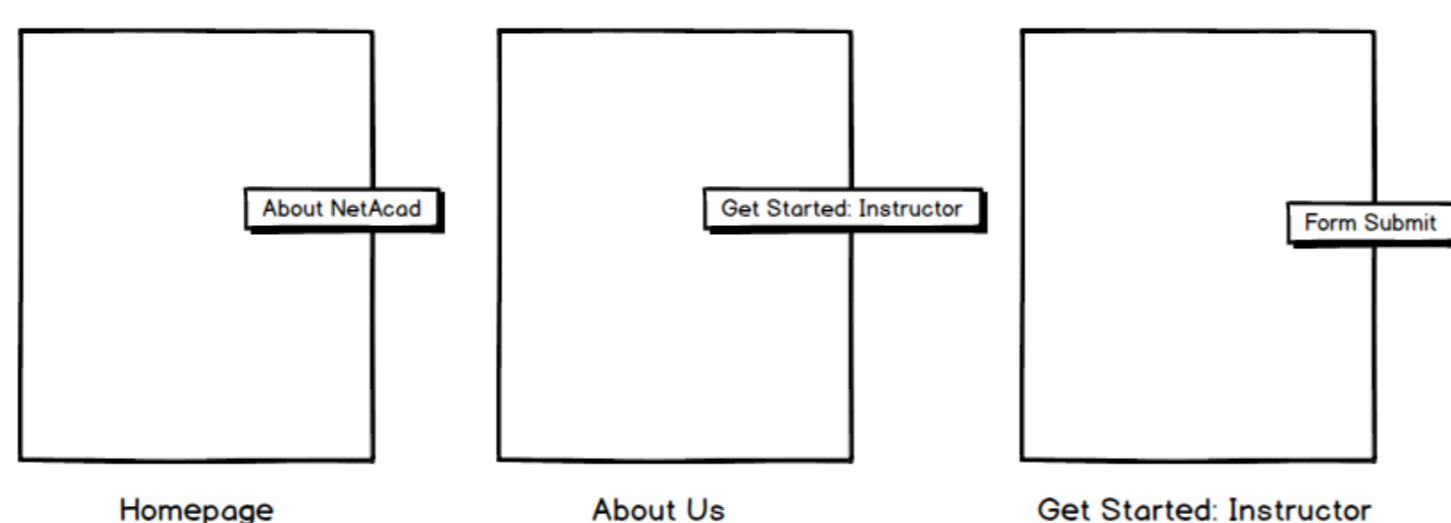 About NetAcad
Get Started: Instructor
Form Submit
Homepage
About Us
Get Started: Instructor